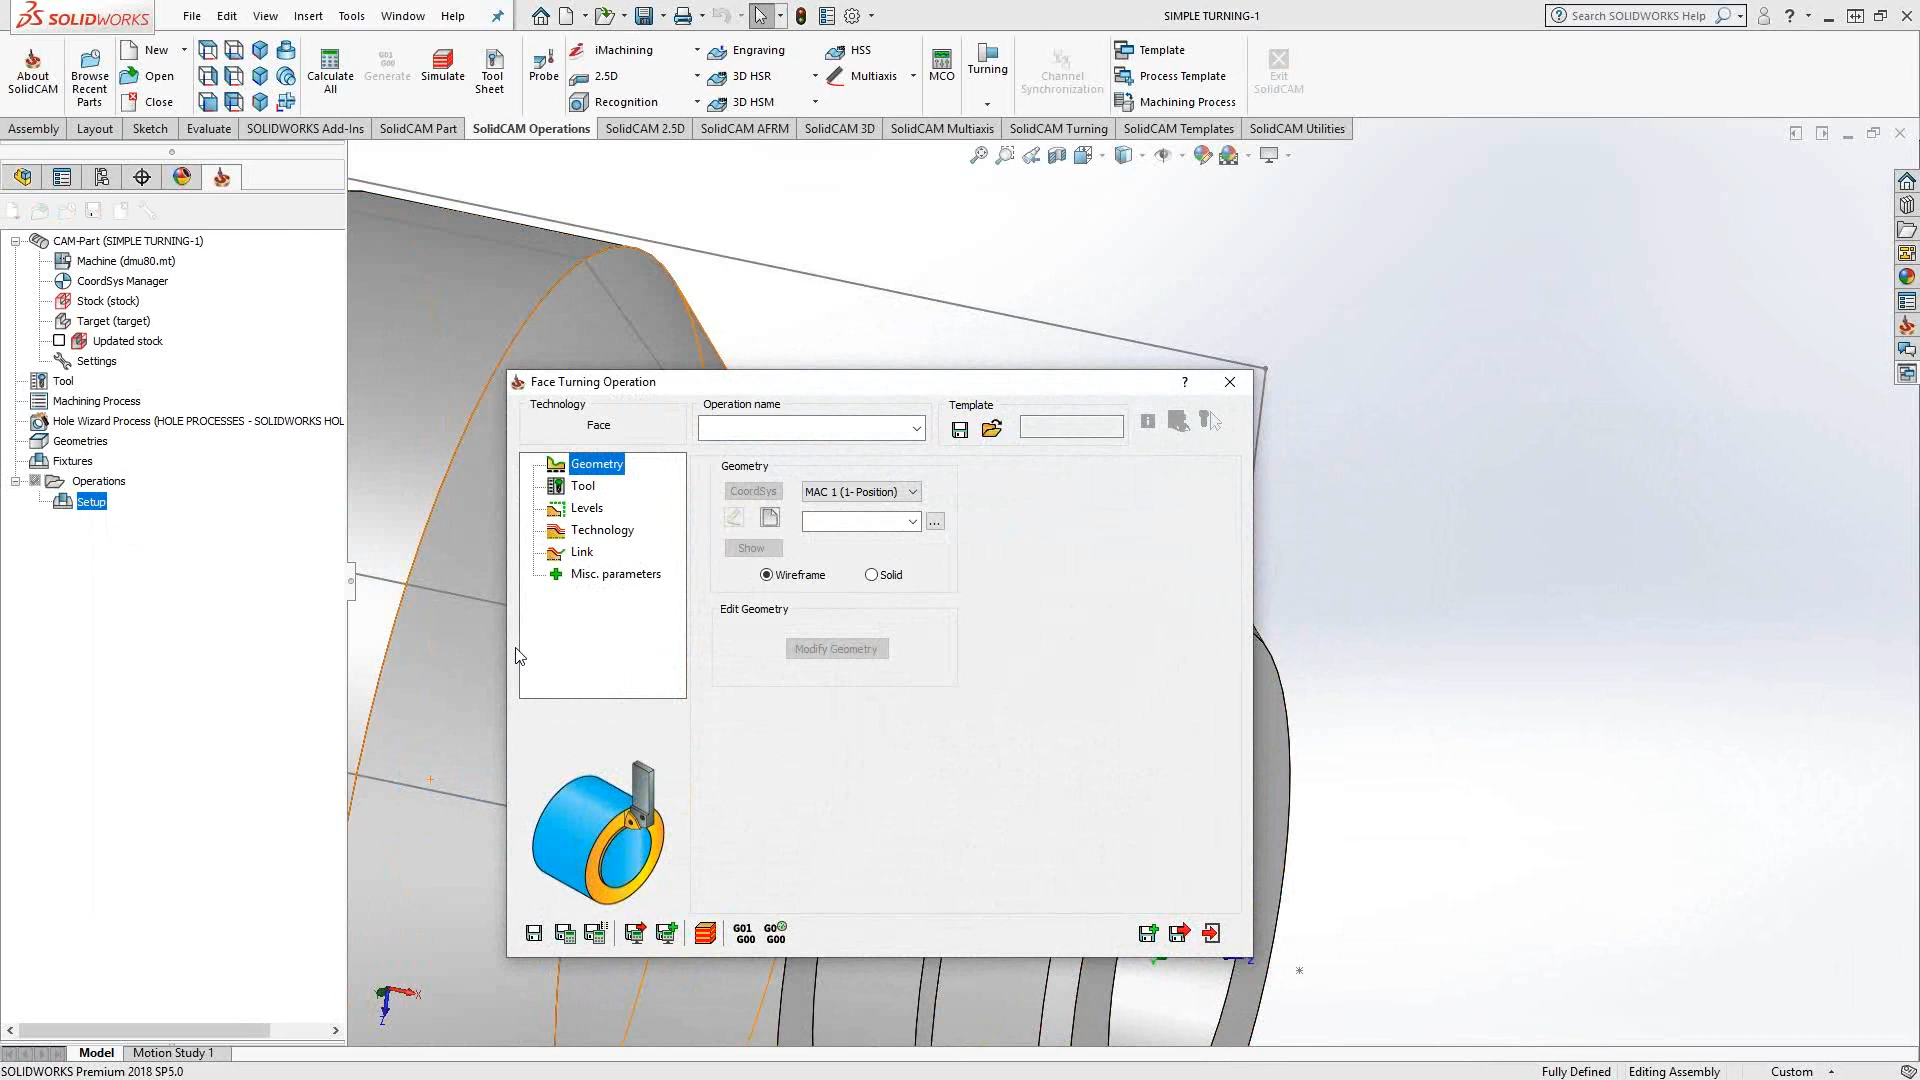 SOLIDWORKS
File Edit View Insert Tools Window Help
SIMPLE TURNING-1
Search SOLIDWORKS Help
About SolidCAM
Browse Recent Parts
New
Open
Close
Calculate All
G01
G00
Generate
Simulate
Tool Sheet
Probe
iMachining
2.5D
Recognition
Engraving
3D HSR
3D HSM
HSS
Multiaxis
MCO
Turning
Channel Synchronization
Template
Process Template
Machining Process
Exit SolidCAM
Assembly Layout Sketch Evaluate SOLIDWORKS Add-Ins SolidCAM Part SolidCAM Operations SolidCAM 2.5D SolidCAM AFRM SolidCAM 3D SolidCAM Multiaxis SolidCAM Turning SolidCAM Templates SolidCAM Utilities
CAM-Part (SIMPLE TURNING-1)
Machine (dmu80.mt)
CoordSys Manager
Stock (stock)
Target (target)
Updated stock
Settings
Tool
Machining Process
Hole Wizard Process (HOLE PROCESSES - SOLIDWORKS HOL
Geometries
Fixtures
Operations
Setup
Face Turning Operation
?
Technology
Face
Operation name
Template
Geometry
Tool
Levels
Technology
Link
Misc. parameters
Geometry
CoordSys
MAC 1 (1- Position)
...
Show
Wireframe
Solid
Edit Geometry
Modify Geometry
G01
G00
G0
G00
X
Z
Z
Model Motion Study 1
SOLIDWORKS Premium 2018 SP5.0
Fully Defined Editing Assembly Custom